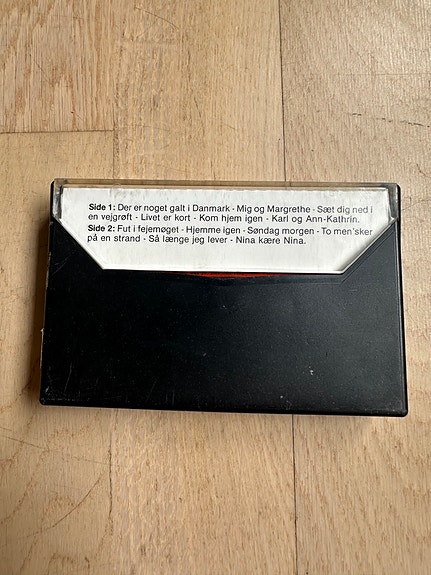 Side 1: Der er noget galt i Danmark - Mig og Margrethe - Sæt dig ned i
en vejgrøft - Livet er kort - Kom hjem igen - Karl og Ann-Kathrin.
Side 2: Fut i fejemøget - Hjemme igen - Søndag morgen - To men'sker
på en strand - Så længe jeg lever - Nina kære Nina.